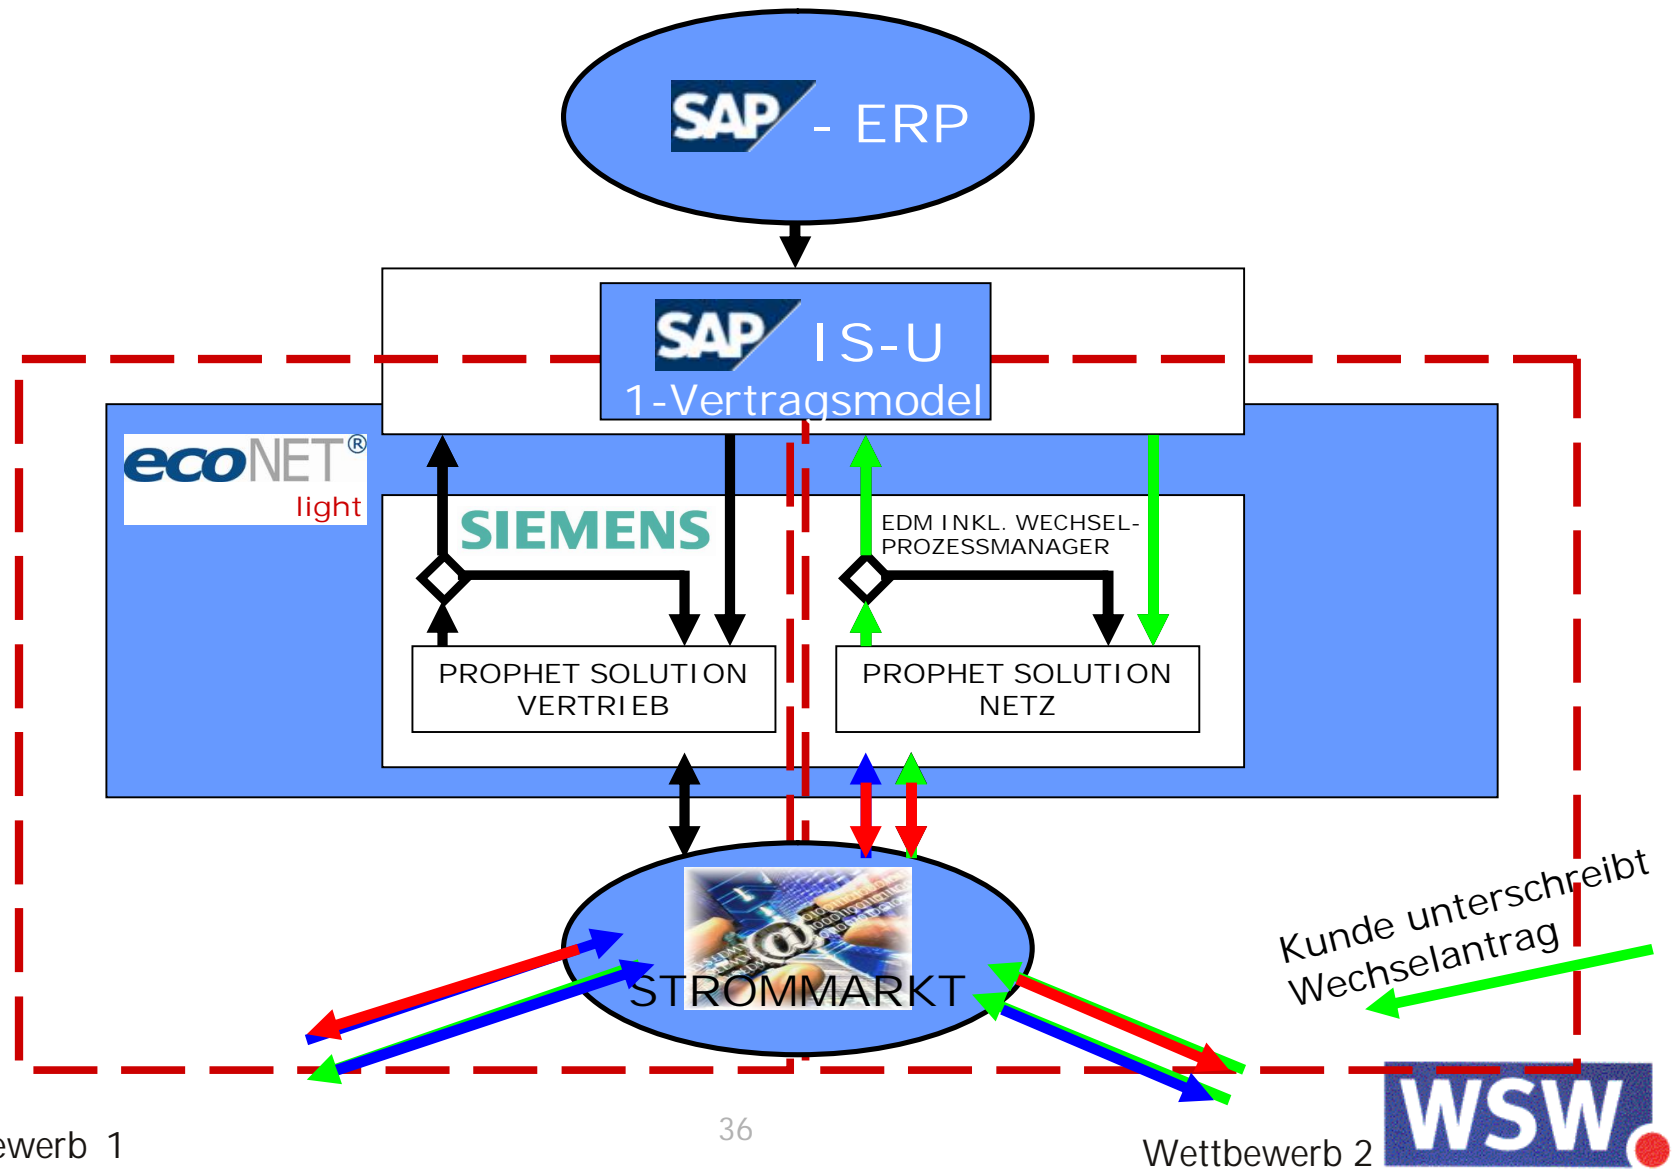 SAP - ERP
SAP IS-U
1-Vertragsmodel
ecoNET®
light
SIEMENS
EDM INKL. WECHSEL-
PROZESSMANAGER
PROPHET SOLUTION
VERTRIEB
PROPHET SOLUTION
NETZ
STROMMARKT
Kunde unterschreibt
Wechselantrag
36
ewerb 1
Wettbewerb 2
WSW.